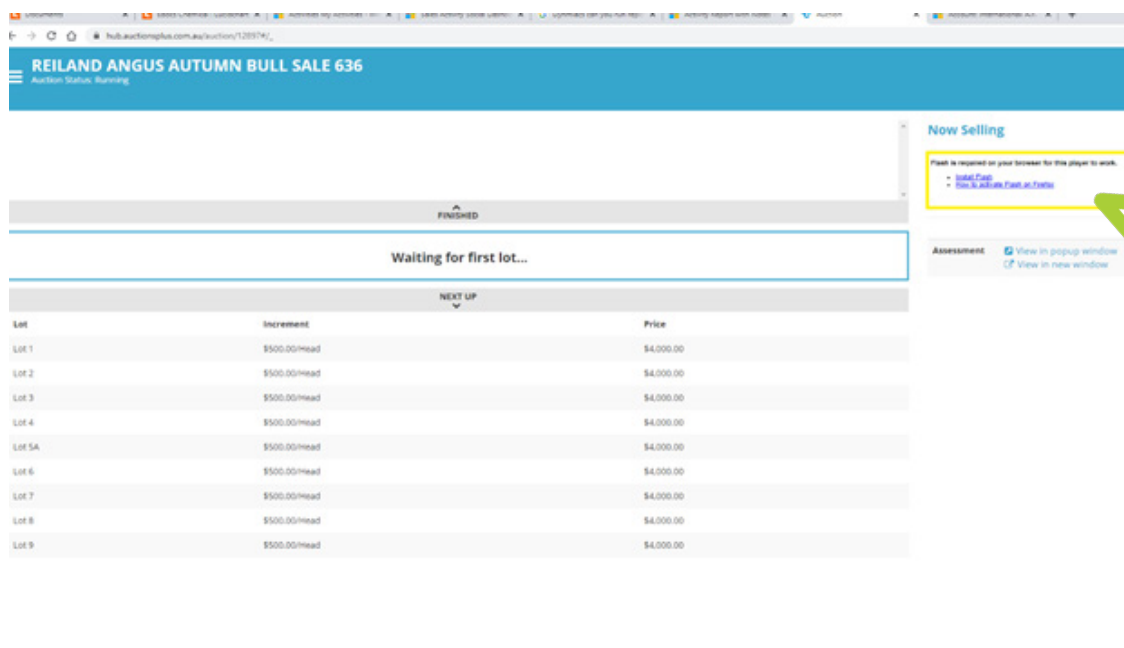 Documents
Auction
hub.auctionsplus.com.au/auction/12897#/_
REILAND ANGUS AUTUMN BULL SALE 636
Auction Status: Running
Now Selling
Flash is required on your browser for this player to work.
Install Flash
How to activate Flash on Firefox
FINISHED
Waiting for first lot...
Assessment View in popup window
View in new window
NEXT UP
Lot Increment Price
Lot 1 $500.00/Head $4,000.00
Lot 2 $500.00/Head $4,000.00
Lot 3 $500.00/Head $4,000.00
Lot 4 $500.00/Head $4,000.00
Lot 5A $500.00/Head $4,000.00
Lot 6 $500.00/Head $4,000.00
Lot 7 $500.00/Head $4,000.00
Lot 8 $500.00/Head $4,000.00
Lot 9 $500.00/Head $4,000.00